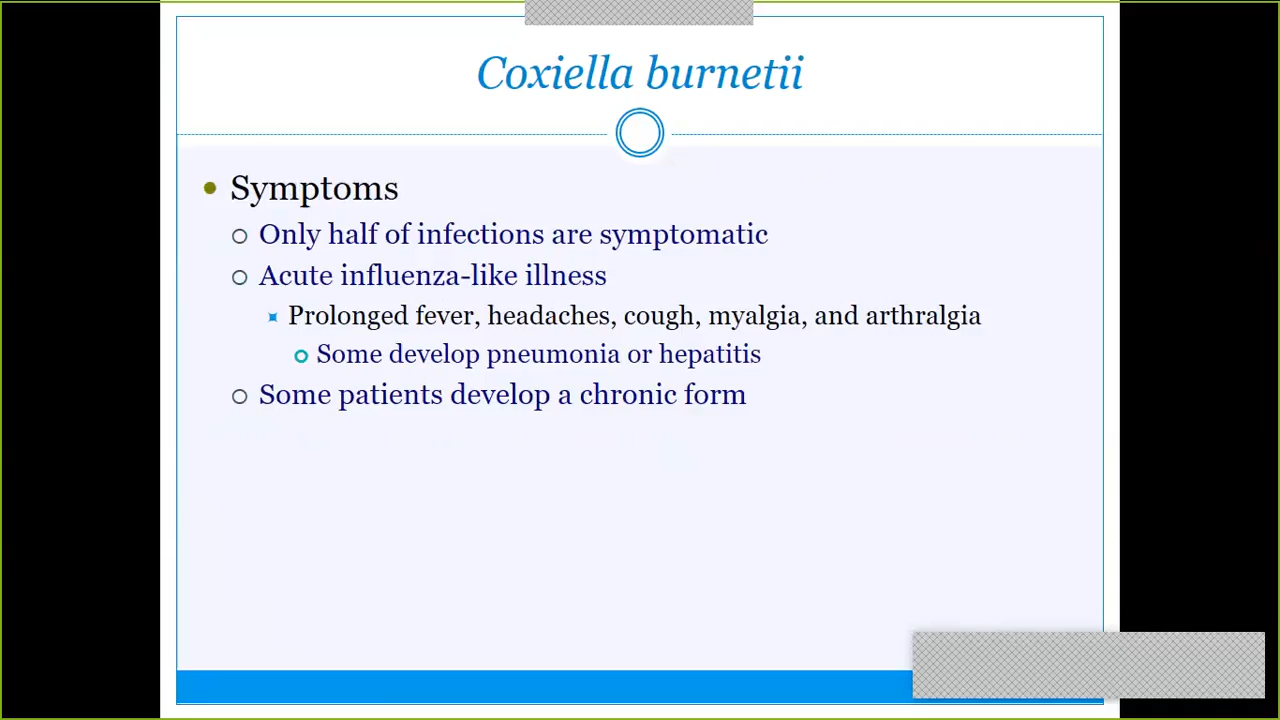 Coxiella burnetii
Symptoms
Only half of infections are symptomatic
Acute influenza-like illness
Prolonged fever, headaches, cough, myalgia, and arthralgia
Some develop pneumonia or hepatitis
Some patients develop a chronic form